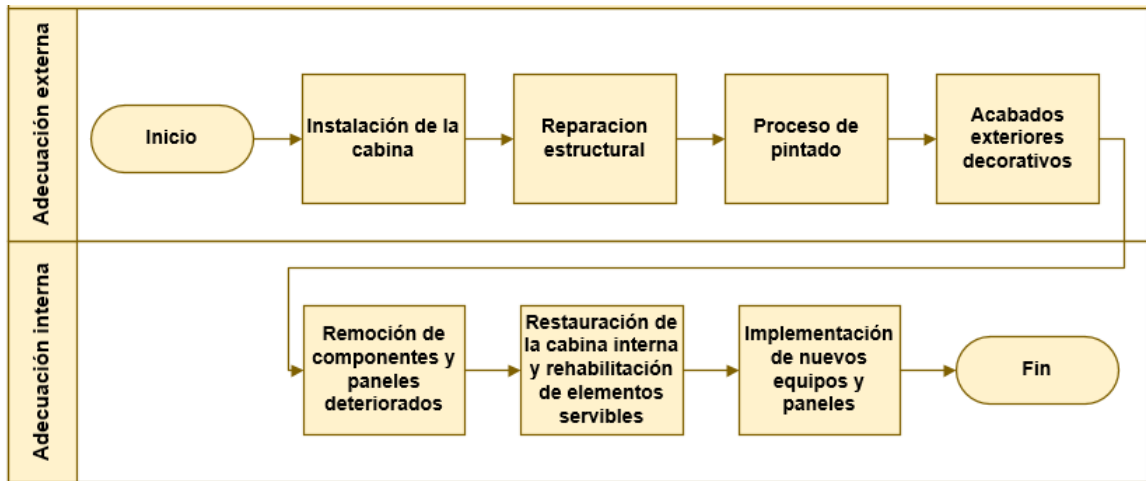 Adecuación externa
Inicio
Instalación de la
cabina
Reparacion
estructural
Proceso de
pintado
Acabados
exteriores
decorativos
Adecuación interna
Remoción de
componentes y
paneles
deteriorados
Restauración de
la cabina interna
y rehabilitación
de elementos
servibles
Implementación
de nuevos
equipos y
paneles
Fin